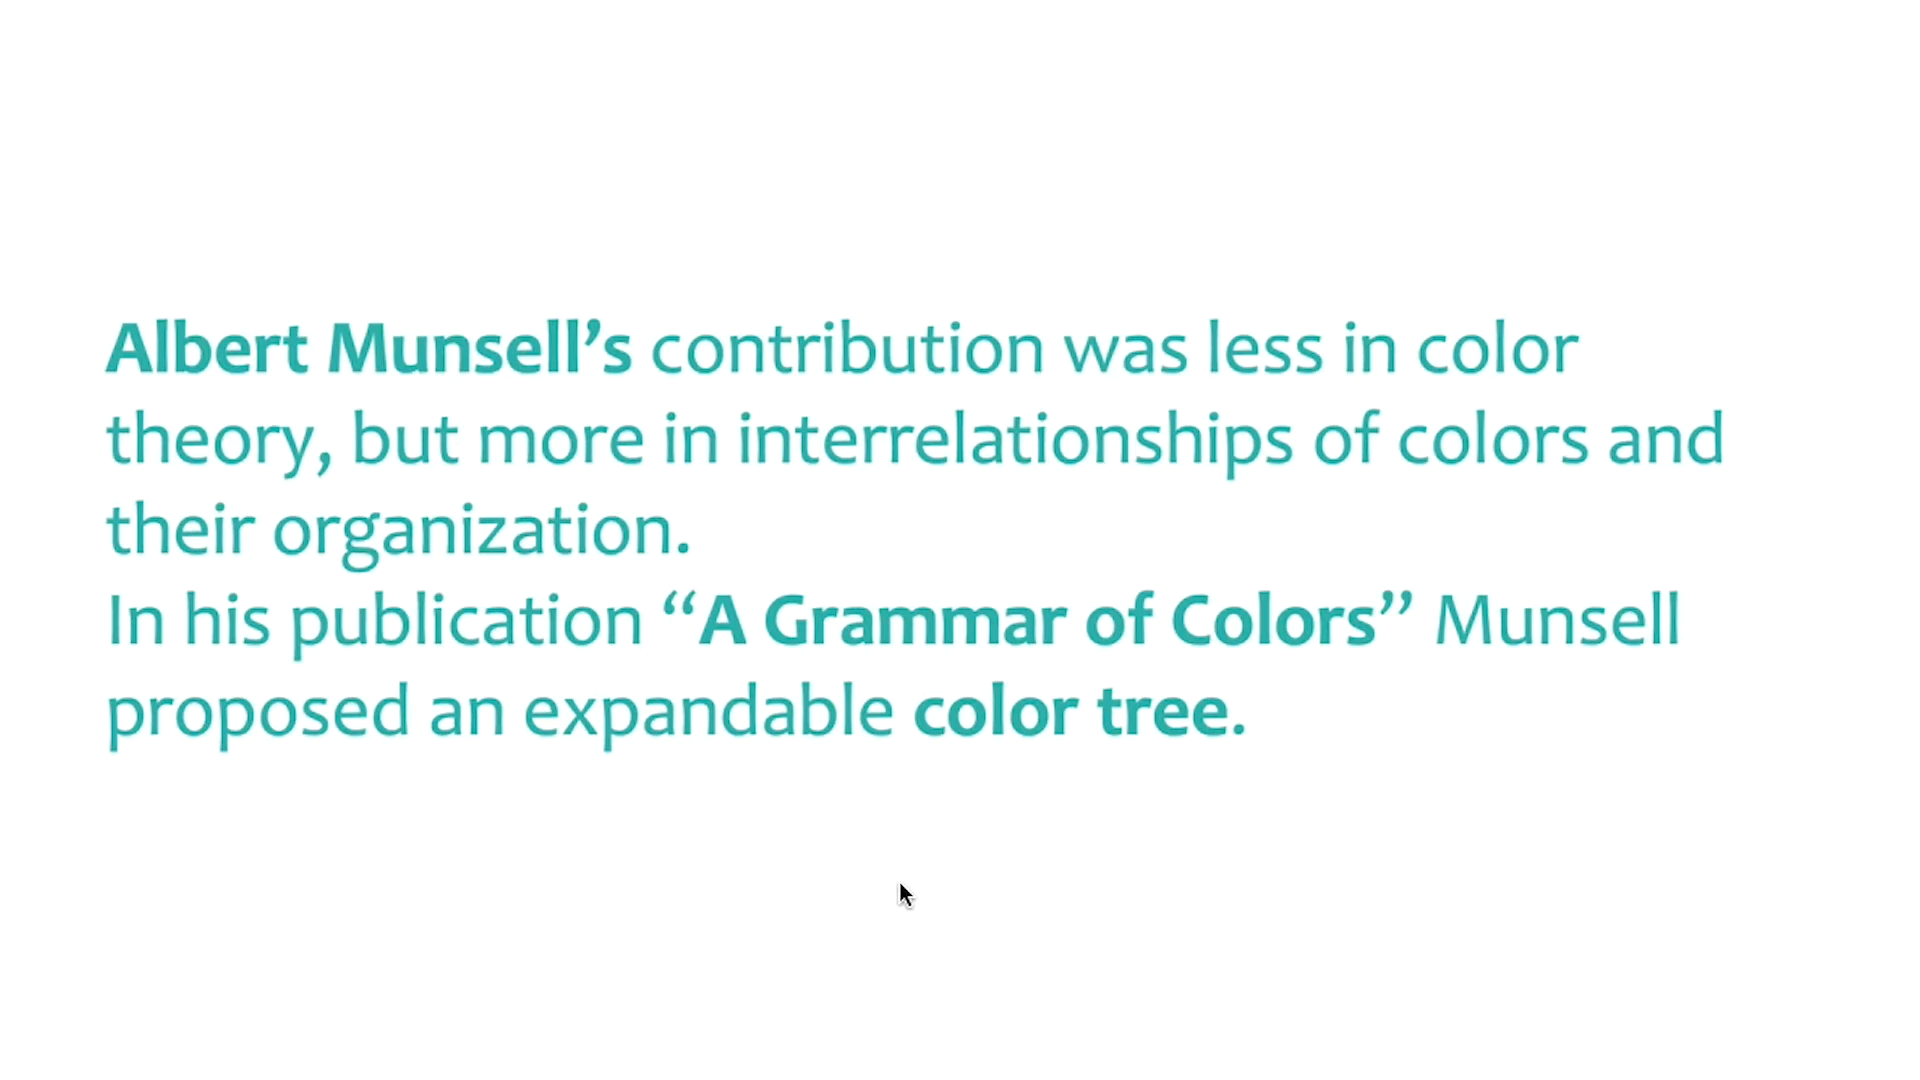 Albert Munsell’s contribution was less in color
theory, but more in interrelationships of colors and
their organization.
In his publication “A Grammar of Colors” Munsell
proposed an expandable color tree.